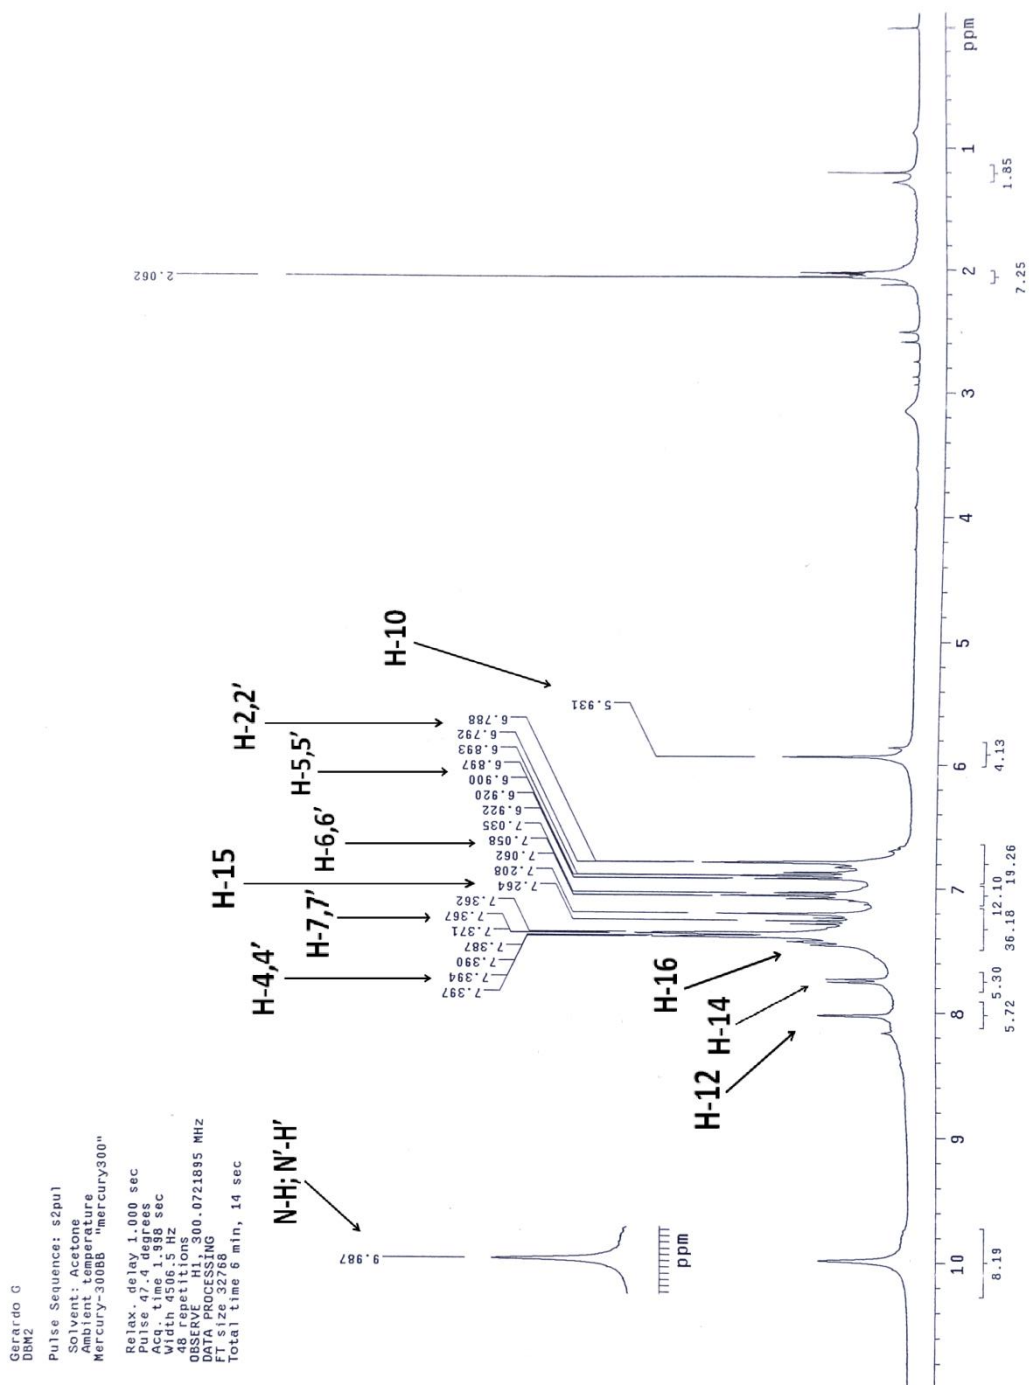 Gerardo G
DBM2
Pulse Sequence: s2pul
Solvent: Acetone
Ambient temperature
Mercury-300BB "mercury300"
Relax. delay 1.000 sec
Pulse 47.4 degrees
Acq. time 1.998 sec
Width 4506.5 Hz
48 repetitions
OBSERVE H1, 300.0721895 MHz
DATA PROCESSING
FT size 32768
Total time 6 min, 14 sec
N-H; N'-H'
9.987
ppm
H-4,4'
H-7,7'
H-15
H-6,6'
H-5,5'
H-2,2'
H-10
7.397
7.394
7.390
7.387
7.371
7.367
7.362
7.264
7.208
7.062
7.058
7.035
6.922
6.920
6.900
6.897
6.893
6.792
6.788
5.931
2.062
H-12
H-14
H-16
10 9 8 7 6 5 4 3 2 1 ppm
8.19
5.72
5.30
36.18
12.10
19.26
4.13
7.25
1.85